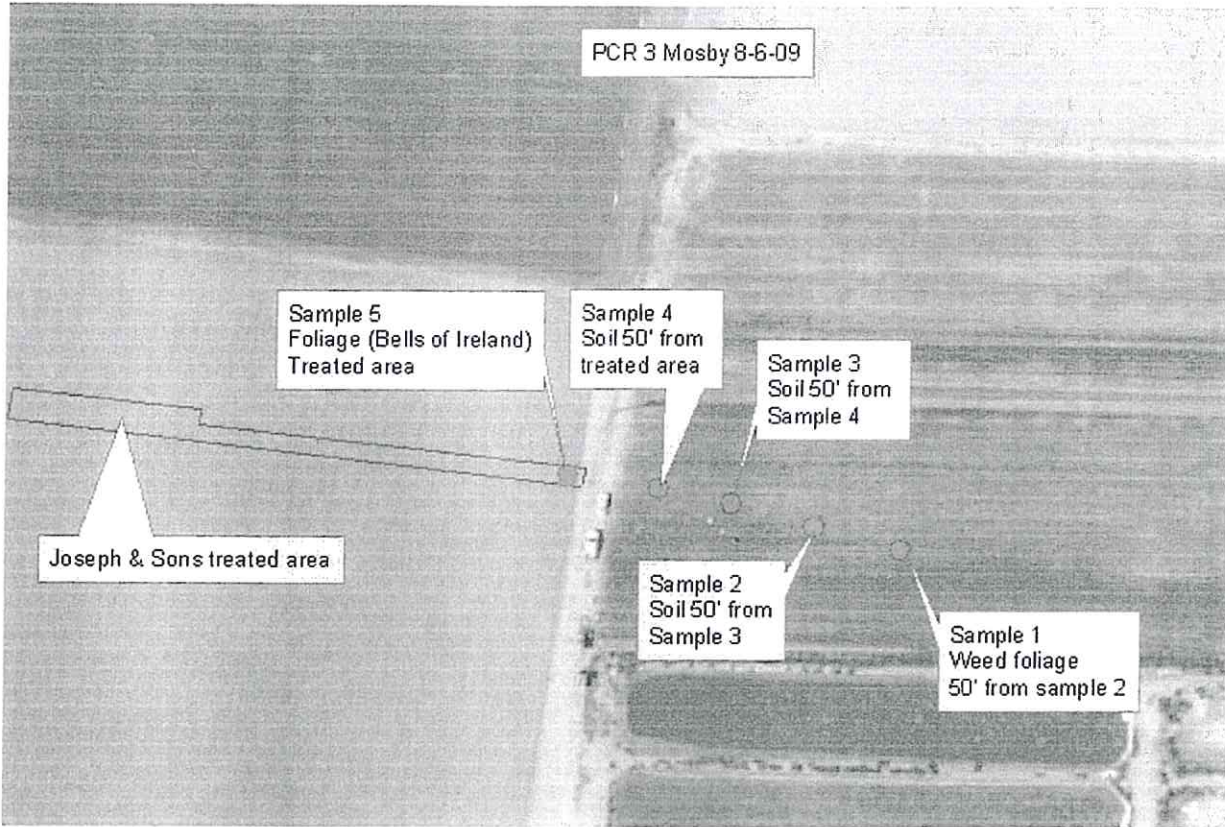 PCR 3 Mosby 8-6-09
Sample 5
Foliage (Bells of Ireland)
Treated area
Sample 4
Soil 50' from
treated area
Sample 3
Soil 50' from
Sample 4
Joseph & Sons treated area
Sample 2
Soil 50' from
Sample 3
Sample 1
Weed foliage
50' from sample 2